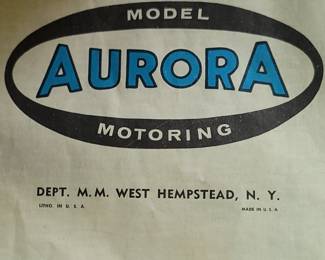 MODEL
AURORA
MOTORING
DEPT. M. M. WEST HEMPSTEAD, N. Y.
LITHO. IN U. S. A. MADE IN U. S. A.